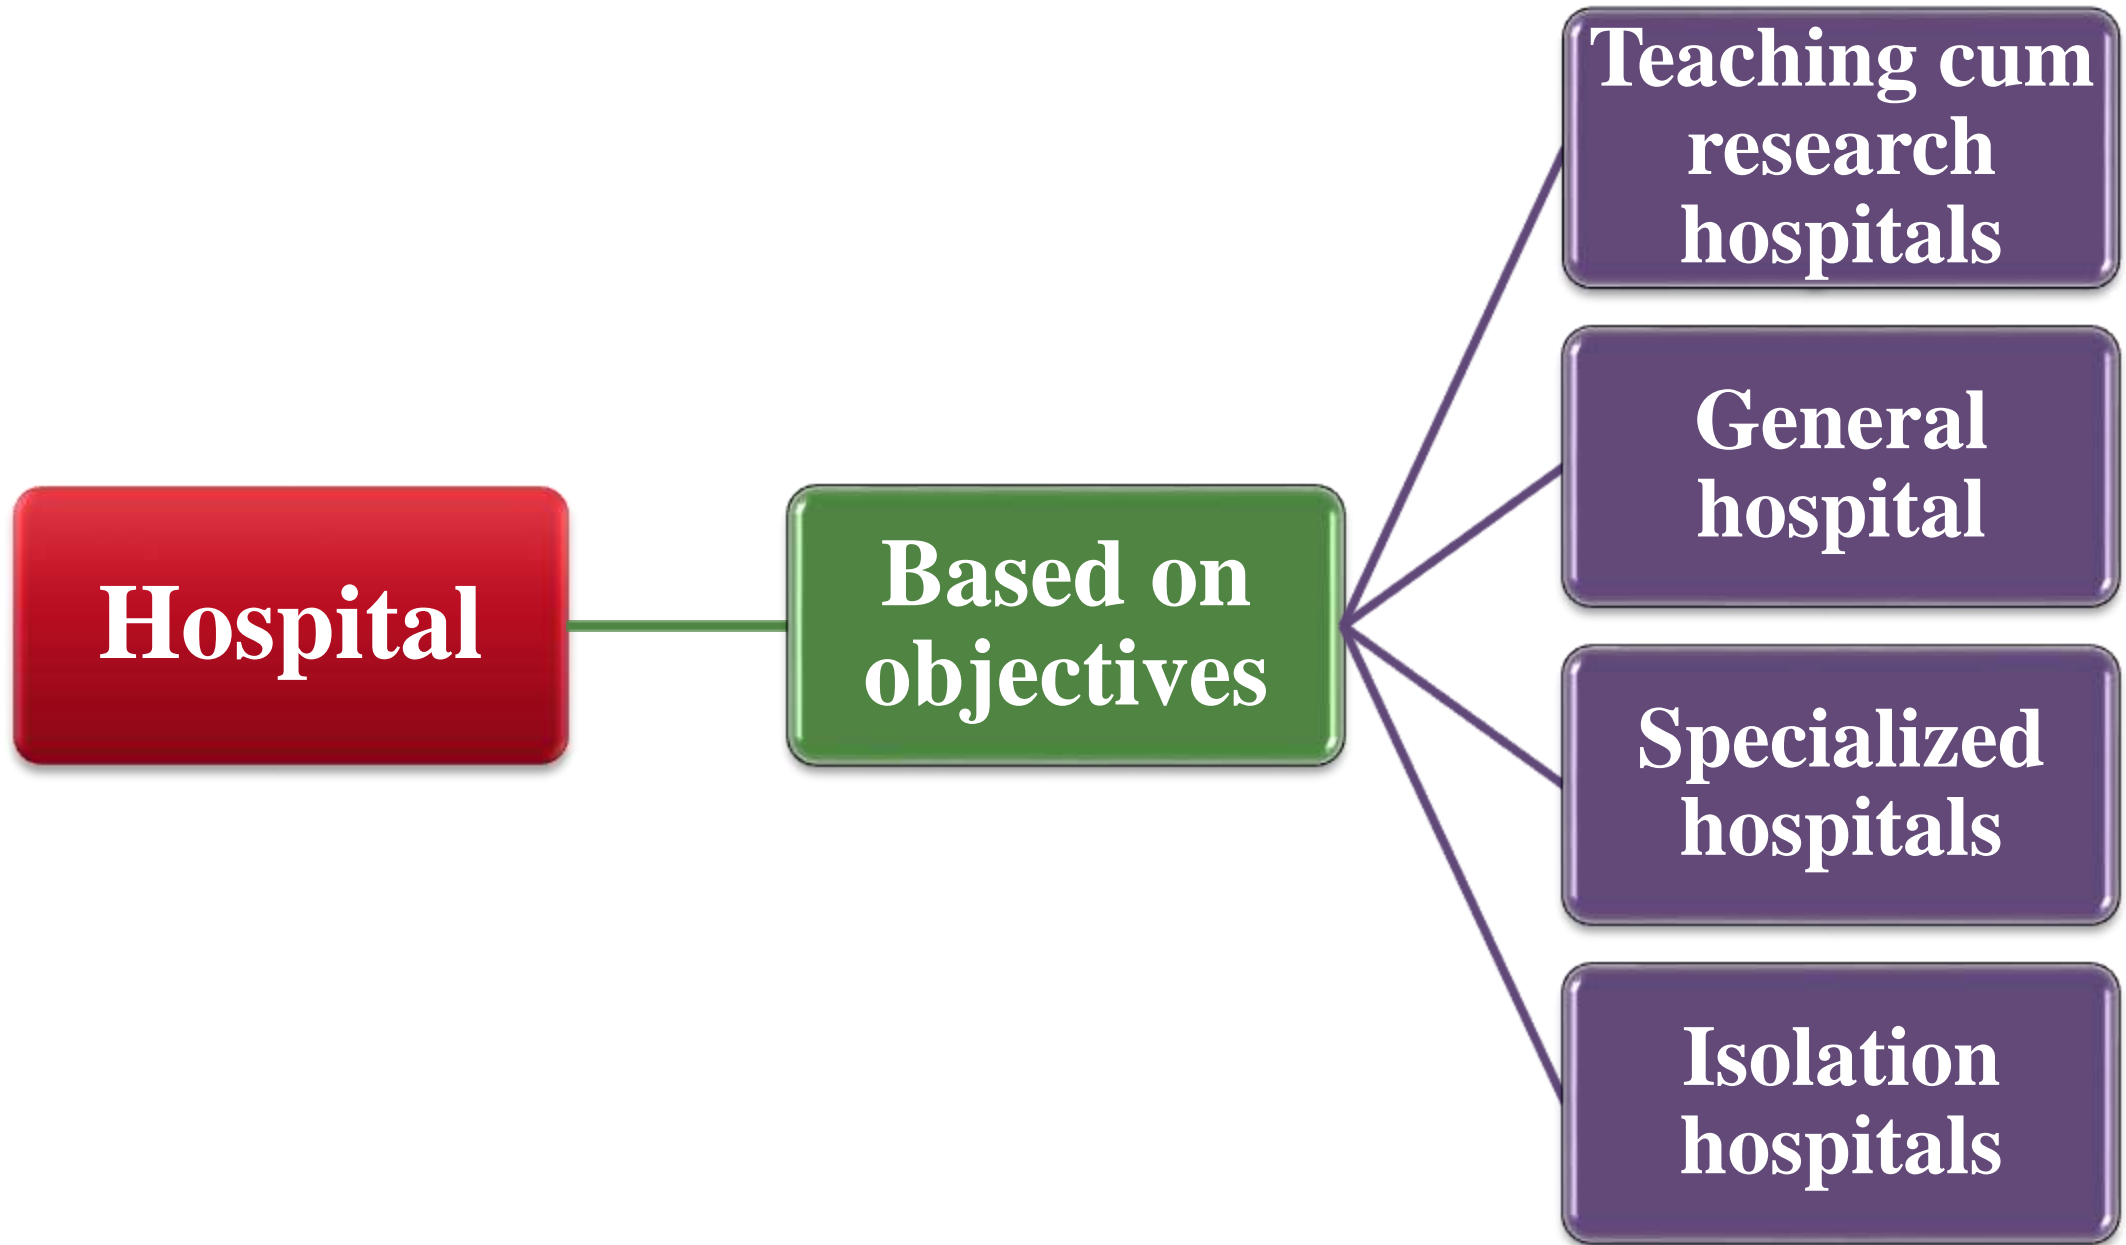 Hospital
Based on
objectives
Teaching cum
research
hospitals
General
hospital
Specialized
hospitals
Isolation
hospitals